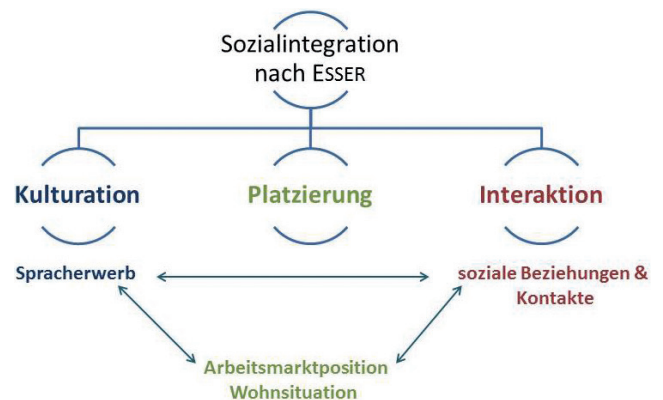 Sozialintegration
nach ESSER
Kulturation
Platzierung
Interaktion
Spracherwerb
soziale Beziehungen &
Kontakte
Arbeitsmarktposition
Wohnsituation